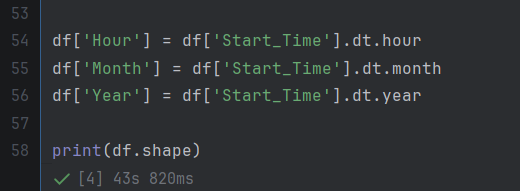 53
54 df['Hour'] = df['Start_Time'].dt.hour
55 df['Month'] = df['Start_Time'].dt.month
56 df['Year'] = df['Start_Time'].dt.year
57
58 print(df.shape)
[4] 43s 820ms